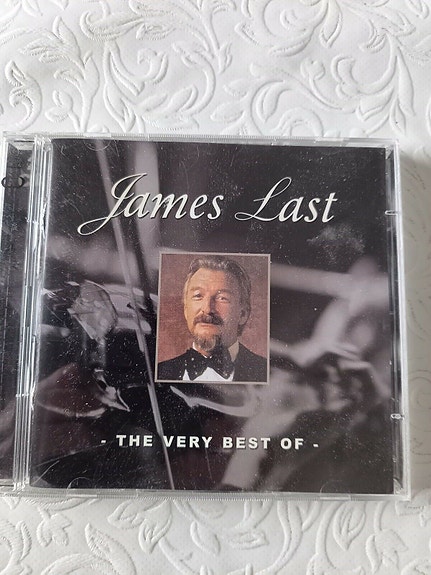 James Last
- THE VERY BEST OF -